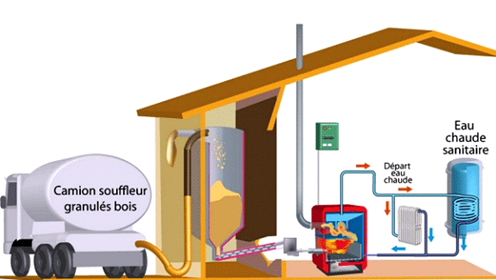 Camion souffleur
granulés bois
Départ
eau
chaude
Eau
chaude
sanitaire